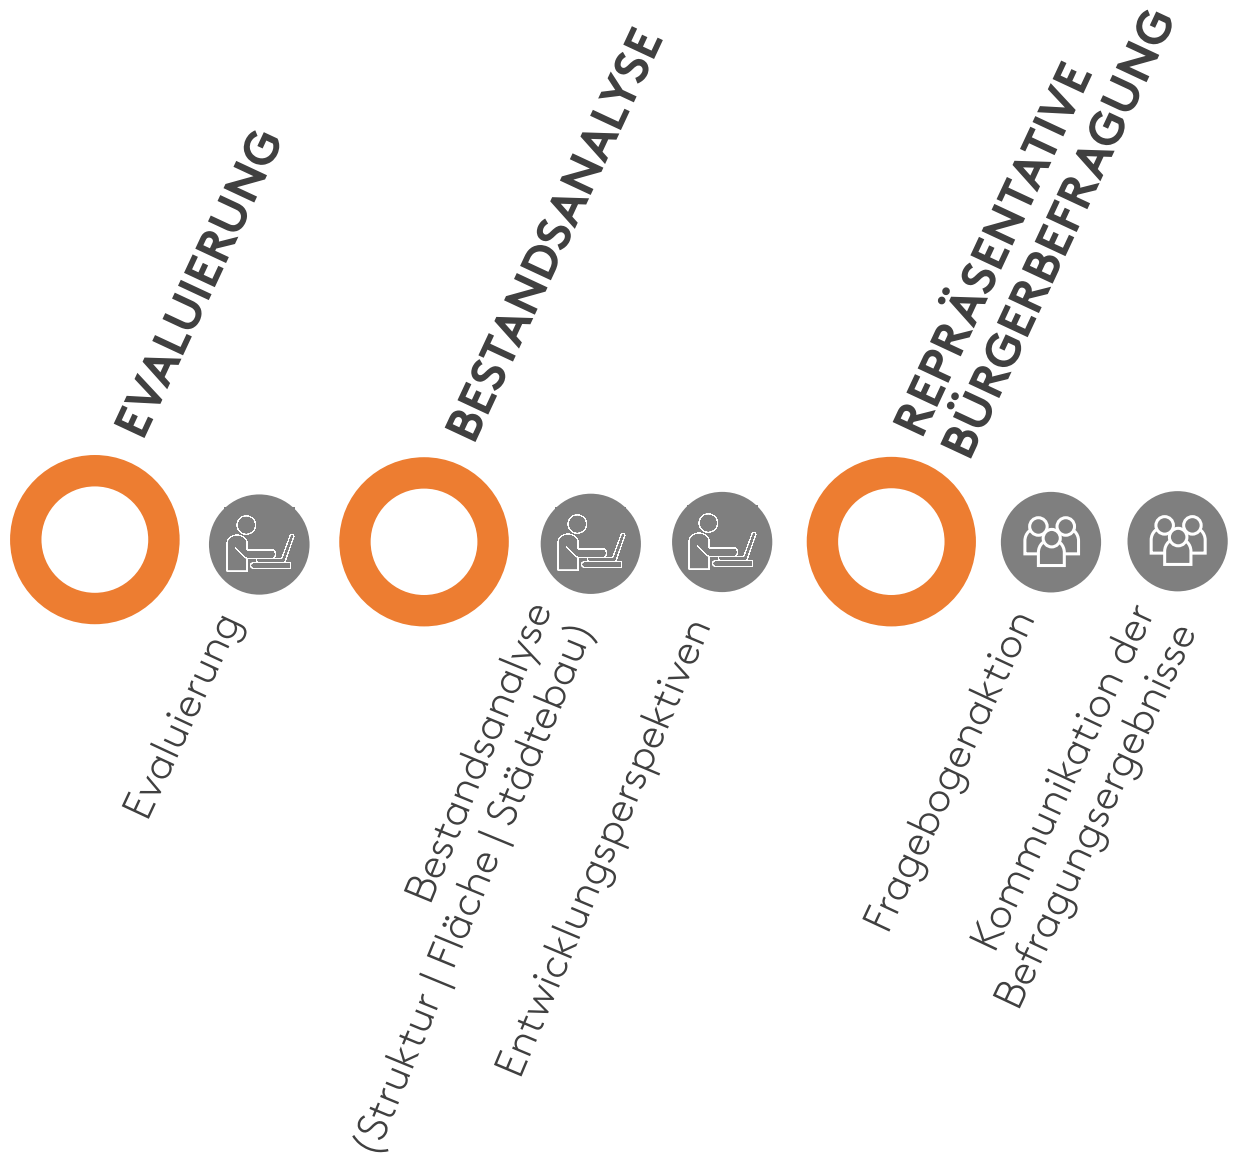 EVALUIERUNG
BESTANDSANALYSE
REPRÄSENTATIVE
BÜRGERBEFRAGUNG
Evaluierung
Bestandsanalyse
(Struktur | Fläche | Städtebau)
Entwicklungsperspektiven
Fragebogenaktion
Kommunikation der
Befragungsergebnisse